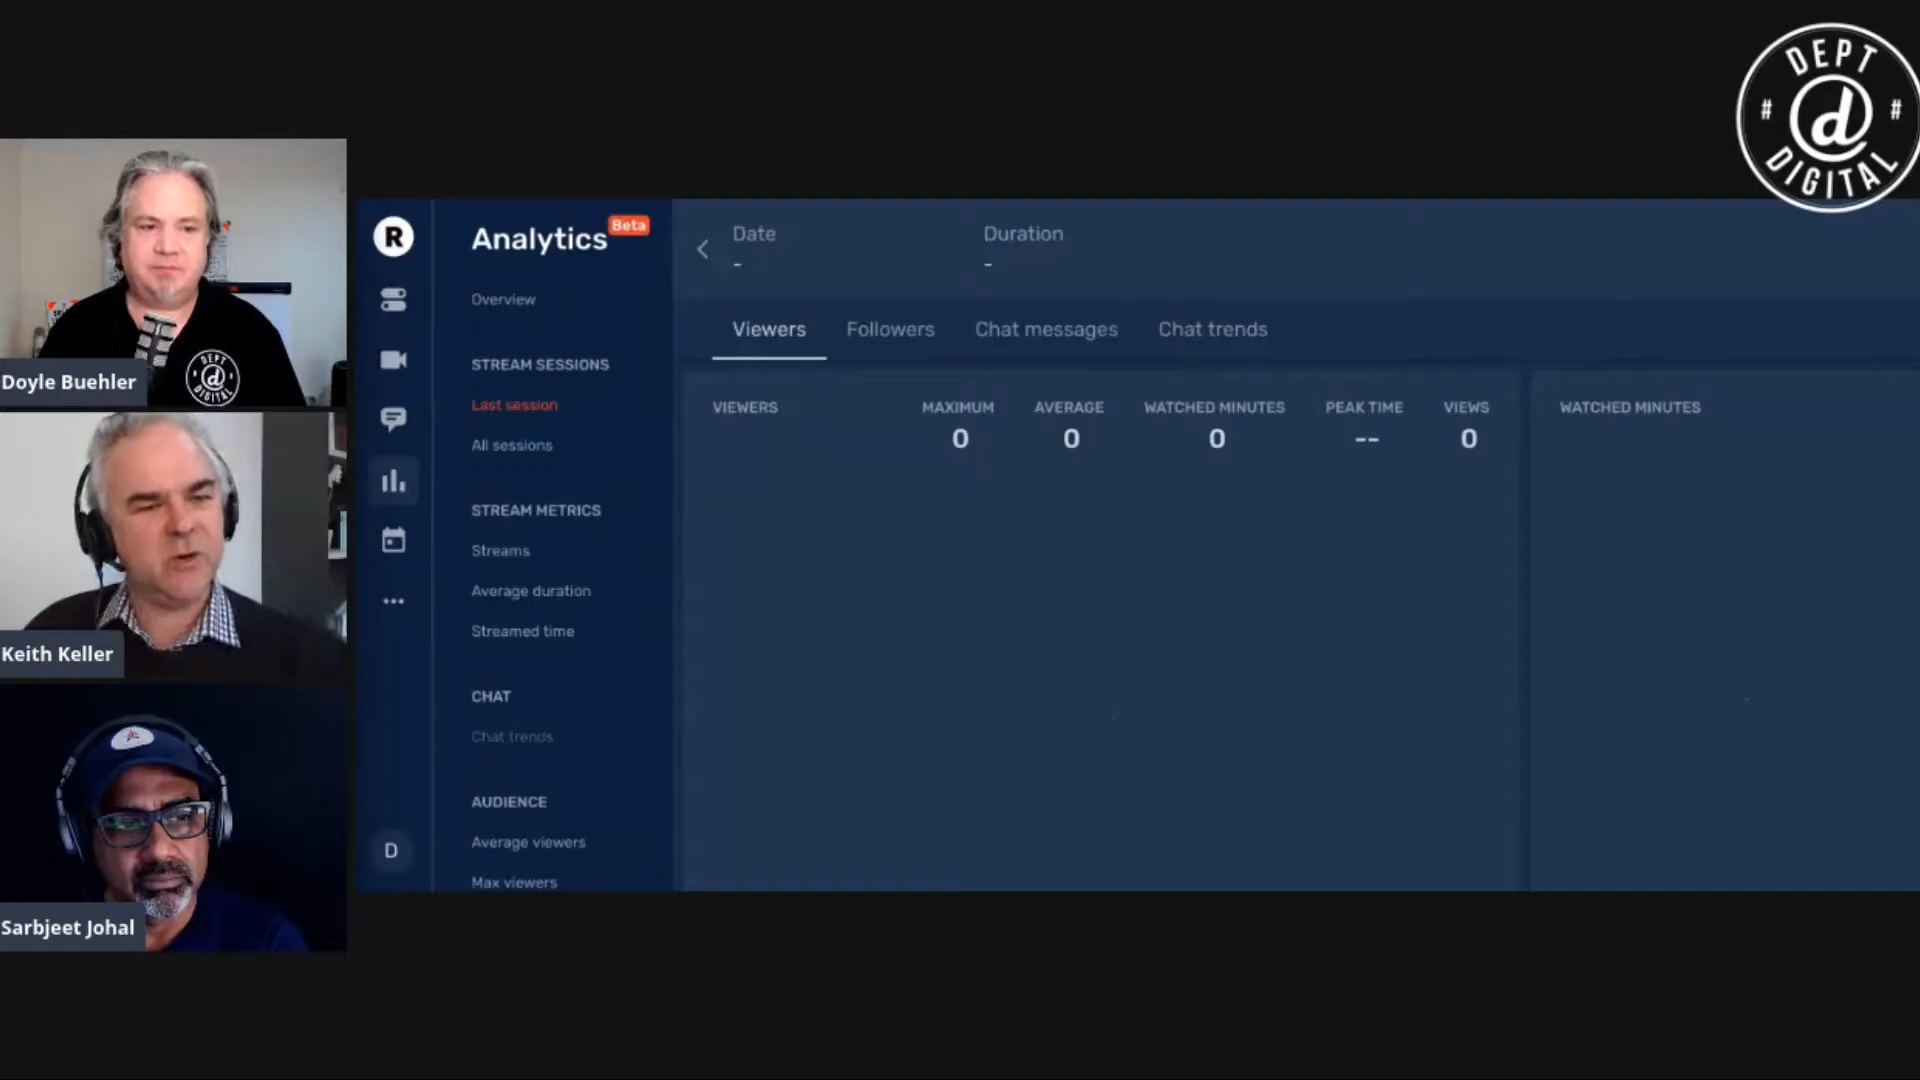 DEPT
# @d #
DIGITAL
DEPT
DIGITAL
Doyle Buehler
Keith Keller
Sarbjeet Johal
R
Analytics Beta
Overview
STREAM SESSIONS
Last session
All sessions
STREAM METRICS
Streams
Average duration
Streamed time
CHAT
Chat trends
AUDIENCE
Average viewers
Max viewers
D
Date
-
Duration
-
Viewers Followers Chat messages Chat trends
VIEWERS MAXIMUM AVERAGE WATCHED MINUTES PEAK TIME VIEWS
0 0 0 -- 0
WATCHED MINUTES